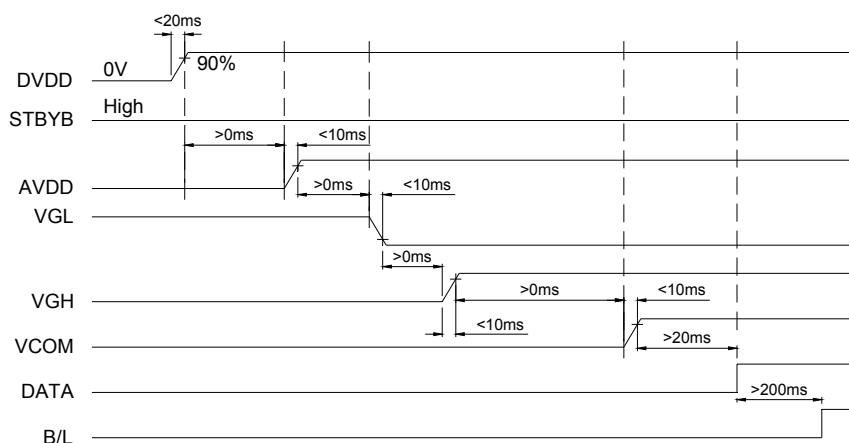 <20ms
DVDD 0V 90%
STBYB High
>0ms <10ms
AVDD
>0ms <10ms
VGL
>0ms
VGH
>0ms <10ms
<10ms
VCOM
>20ms
DATA
>200ms
B/L